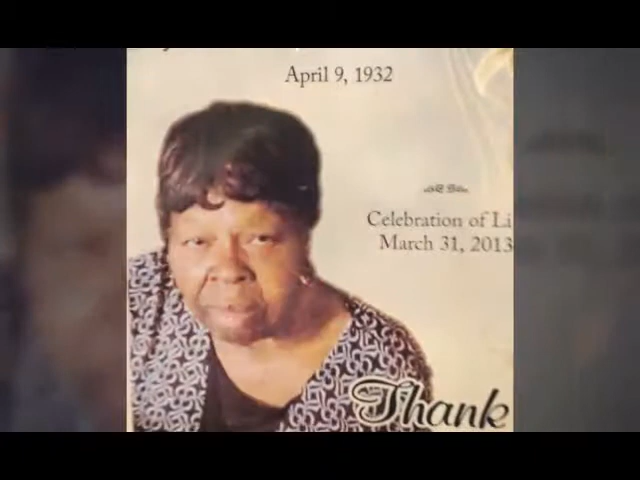 April 9, 1932
Celebration of Li
March 31, 2013
Thank